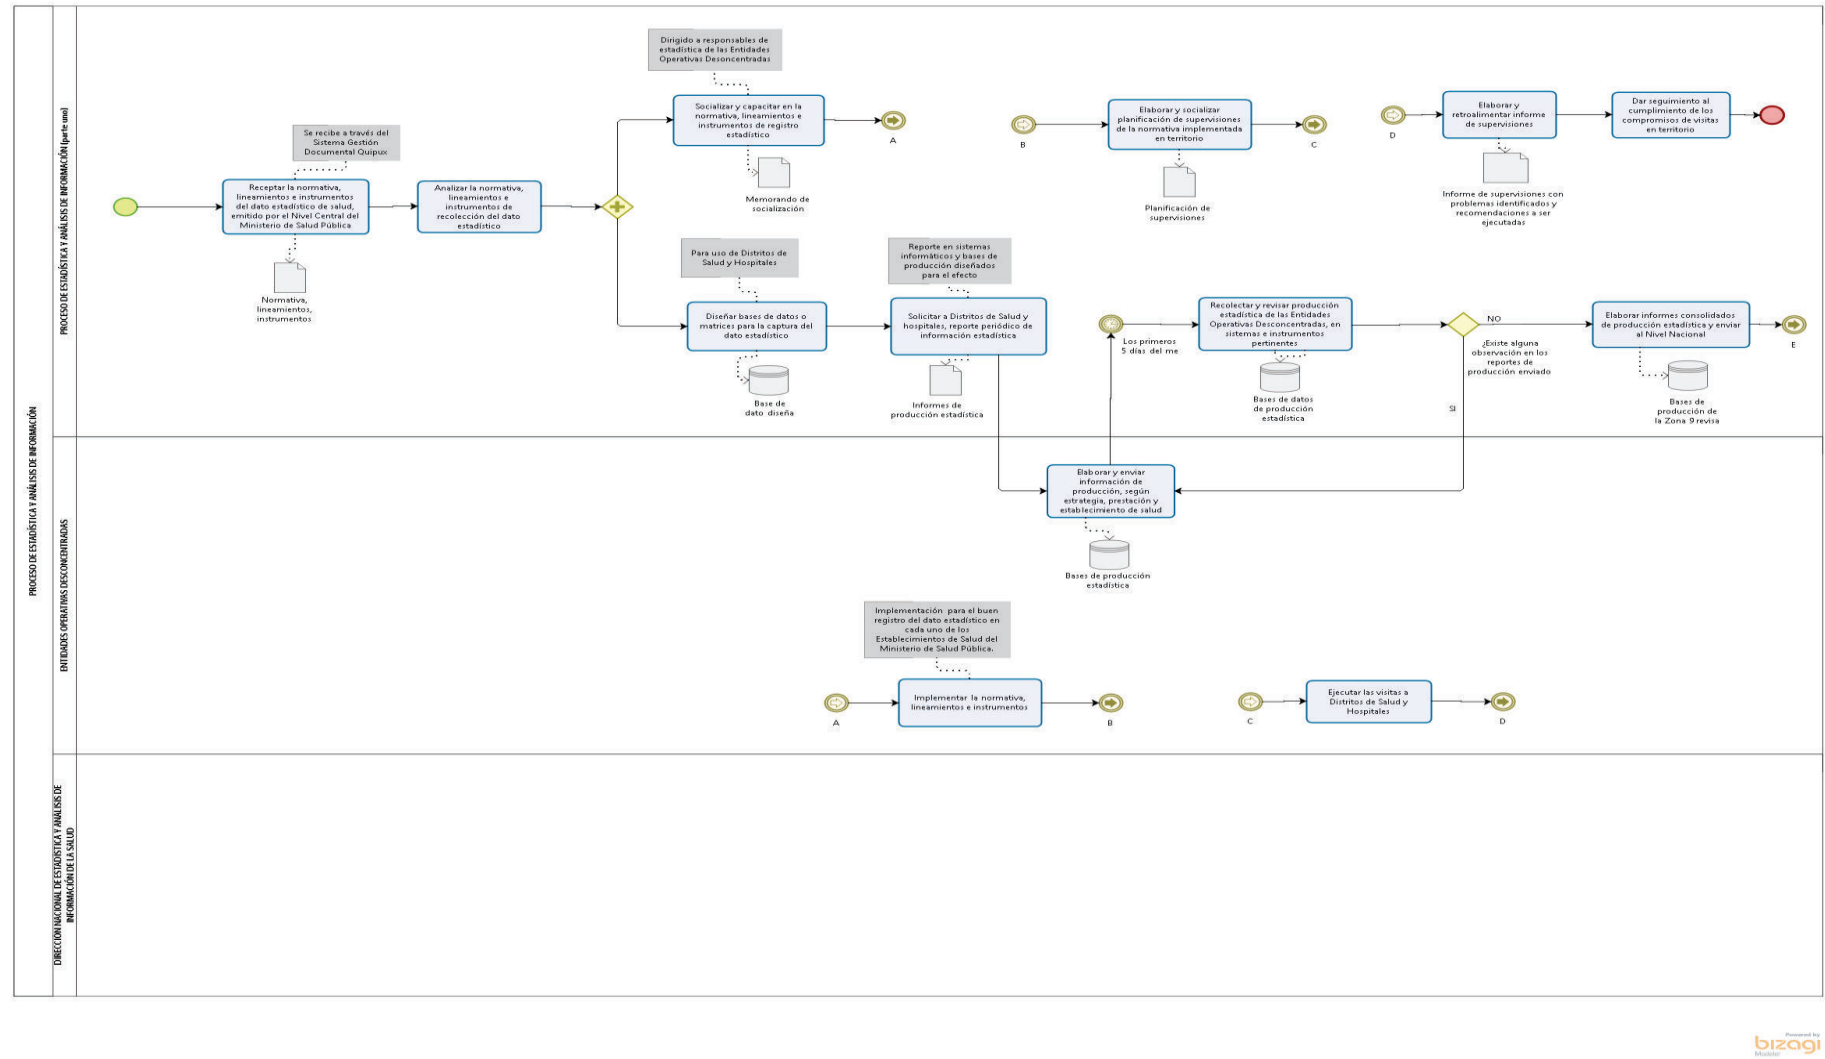 PROCESO DE ESTADÍSTICA Y ANÁLISIS DE INFORMACIÓN
PROCESO DE ESTADÍSTICA Y ANÁLISIS DE INFORMACIÓN (parte uno)
Se recibe a través del
Sistema Gestión
Documental Quipux
Receptar la normativa,
lineamientos e instrumentos
del dato estadístico de salud,
emitido por el Nivel Central del
Ministerio de Salud Pública
Normativa,
lineamientos,
instrumentos
Analizar la normativa,
lineamientos e
instrumentos de
recolección del dato
estadístico
Dirigido a responsables de
estadística de las Entidades
Operativas Desoncentradas
Socializar y capacitar en la
normativa, lineamientos e
instrumentos de registro
estadístico
Memorando de
socialización
A
B
Elaborar y socializar
planificación de supervisiones
de la normativa implementada
en territorio
Planificación de
supervisiones
C
D
Elaborar y
retroalimentar informe
de supervisiones
Informe de supervisiones con
problemas identificados y
recomendaciones a ser
ejecutadas
Dar seguimiento al
cumplimiento de los
compromisos de visitas
en territorio
Para uso de Distritos de
Salud y Hospitales
Diseñar bases de datos o
matrices para la captura del
dato estadístico
Base de
dato diseña
Reporte en sistemas
informáticos y bases de
producción diseñados
para el efecto
Solicitar a Distritos de Salud y
hospitales, reporte periódico de
información estadística
Informes de
producción estadística
Los primeros
5 días del me
Recolectar y revisar producción
estadística de las Entidades
Operativas Desconcentradas, en
sistemas e instrumentos
pertinentes
Bases de datos
de producción
estadística
NO
¿Existe alguna
observación en los
reportes de
producción enviado
SI
Elaborar informes consolidados
de producción estadística y enviar
al Nivel Nacional
Bases de
producción de
la Zona 9 revisa
E
ENTIDADES OPERATIVAS DESCONCENTRADAS
Elaborar y enviar
información de
producción, según
estrategia, prestación y
establecimiento de salud
Bases de producción
estadística
Implementación para el buen
registro del dato estadístico en
cada uno de los
Establecimientos de Salud del
Ministerio de Salud Pública.
A
Implementar la normativa,
lineamientos e instrumentos
B
C
Ejecutar las visitas a
Distritos de Salud y
Hospitales
D
DIRECCION NACIONAL DE ESTADÍSTICA Y ANÁLISIS DE
INFORMACIÓN DE LA SALUD
Powered by
bizagi
Modeler